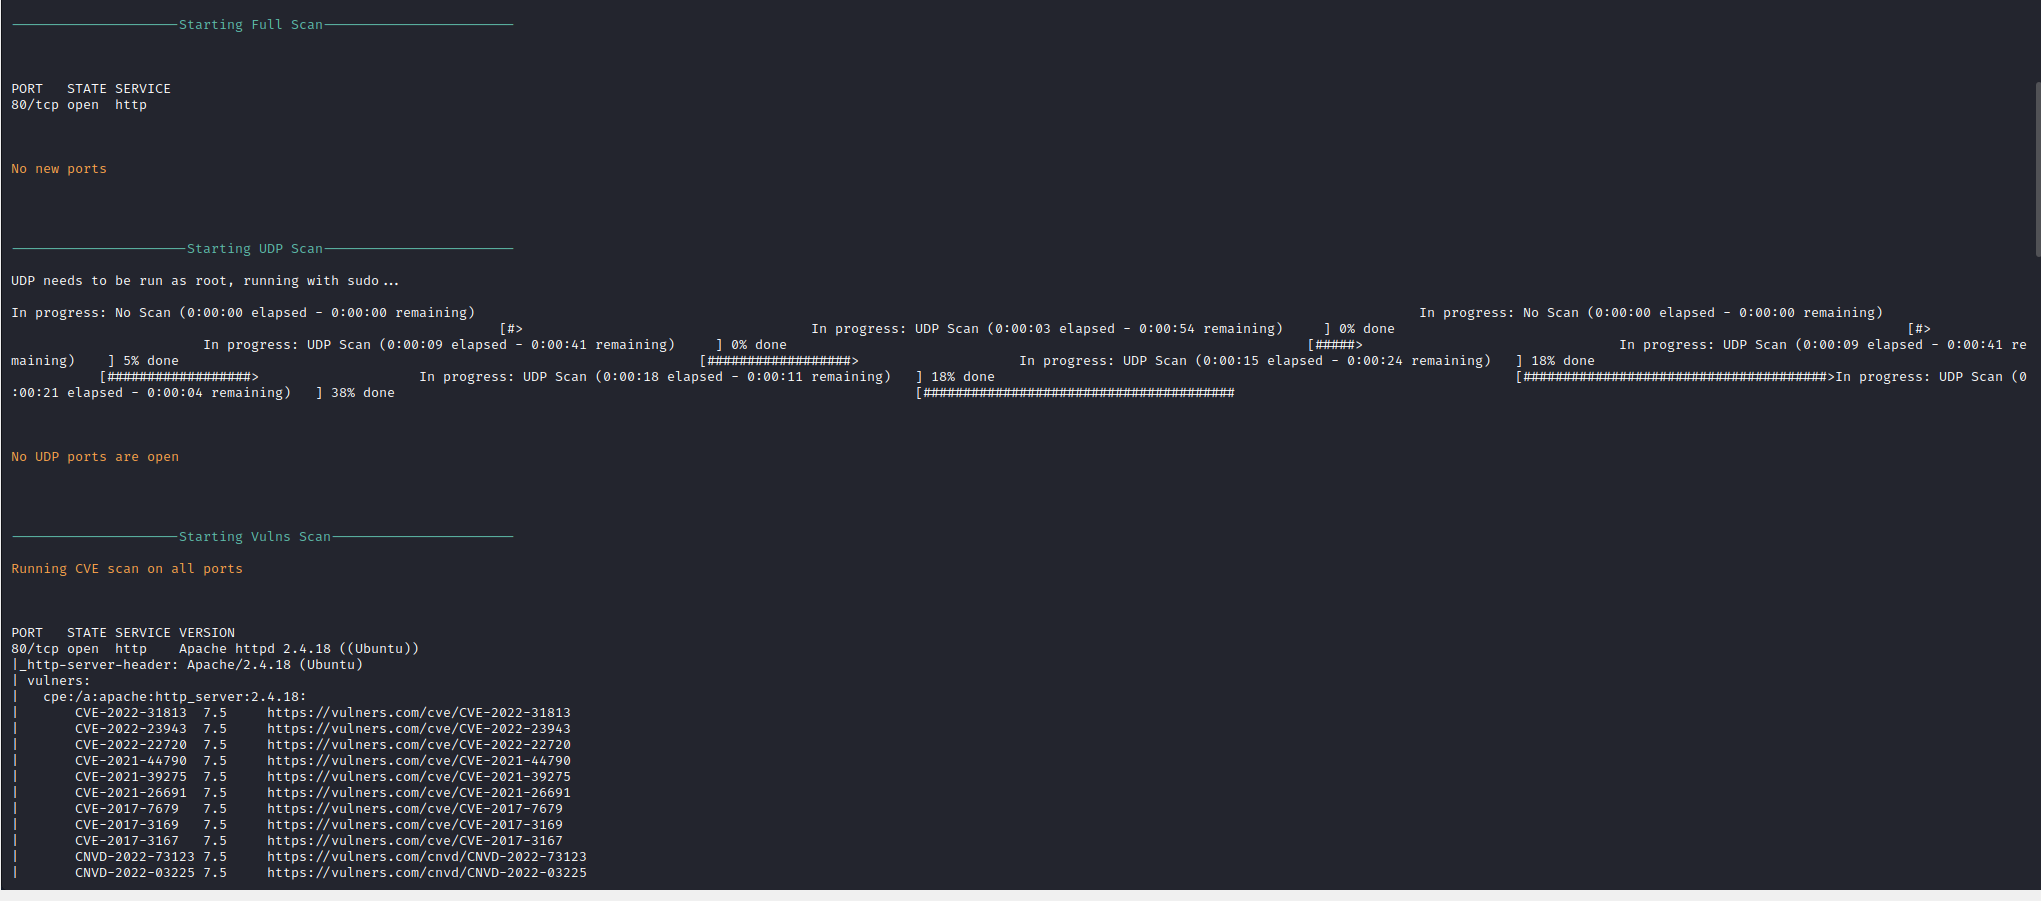 ---------------------Starting Full Scan------------------------
PORT   STATE SERVICE
80/tcp open  http
No new ports
----------------------Starting UDP Scan------------------------
UDP needs to be run as root, running with sudo...
In progress: No Scan (0:00:00 elapsed - 0:00:00 remaining) In progress: No Scan (0:00:00 elapsed - 0:00:00 remaining)
[#> In progress: UDP Scan (0:00:03 elapsed - 0:00:54 remaining)     ] 0% done [#>
In progress: UDP Scan (0:00:09 elapsed - 0:00:41 remaining)     ] 0% done [#####> In progress: UDP Scan (0:00:09 elapsed - 0:00:41 re
maining)    ] 5% done [##################> In progress: UDP Scan (0:00:15 elapsed - 0:00:24 remaining)   ] 18% done
[##################> In progress: UDP Scan (0:00:18 elapsed - 0:00:11 remaining)   ] 18% done [######################################>In progress: UDP Scan (0
:00:21 elapsed - 0:00:04 remaining)   ] 38% done [#######################################
No UDP ports are open
---------------------Starting Vulns Scan-----------------------
Running CVE scan on all ports
PORT   STATE SERVICE VERSION
80/tcp open  http    Apache httpd 2.4.18 ((Ubuntu))
|_http-server-header: Apache/2.4.18 (Ubuntu)
| vulners:
|   cpe:/a:apache:http_server:2.4.18:
|       CVE-2022-31813  7.5     https://vulners.com/cve/CVE-2022-31813
|       CVE-2022-23943  7.5     https://vulners.com/cve/CVE-2022-23943
|       CVE-2022-22720  7.5     https://vulners.com/cve/CVE-2022-22720
|       CVE-2021-44790  7.5     https://vulners.com/cve/CVE-2021-44790
|       CVE-2021-39275  7.5     https://vulners.com/cve/CVE-2021-39275
|       CVE-2021-26691  7.5     https://vulners.com/cve/CVE-2021-26691
|       CVE-2017-7679   7.5     https://vulners.com/cve/CVE-2017-7679
|       CVE-2017-3169   7.5     https://vulners.com/cve/CVE-2017-3169
|       CVE-2017-3167   7.5     https://vulners.com/cve/CVE-2017-3167
|       CNVD-2022-73123 7.5     https://vulners.com/cnvd/CNVD-2022-73123
|       CNVD-2022-03225 7.5     https://vulners.com/cnvd/CNVD-2022-03225